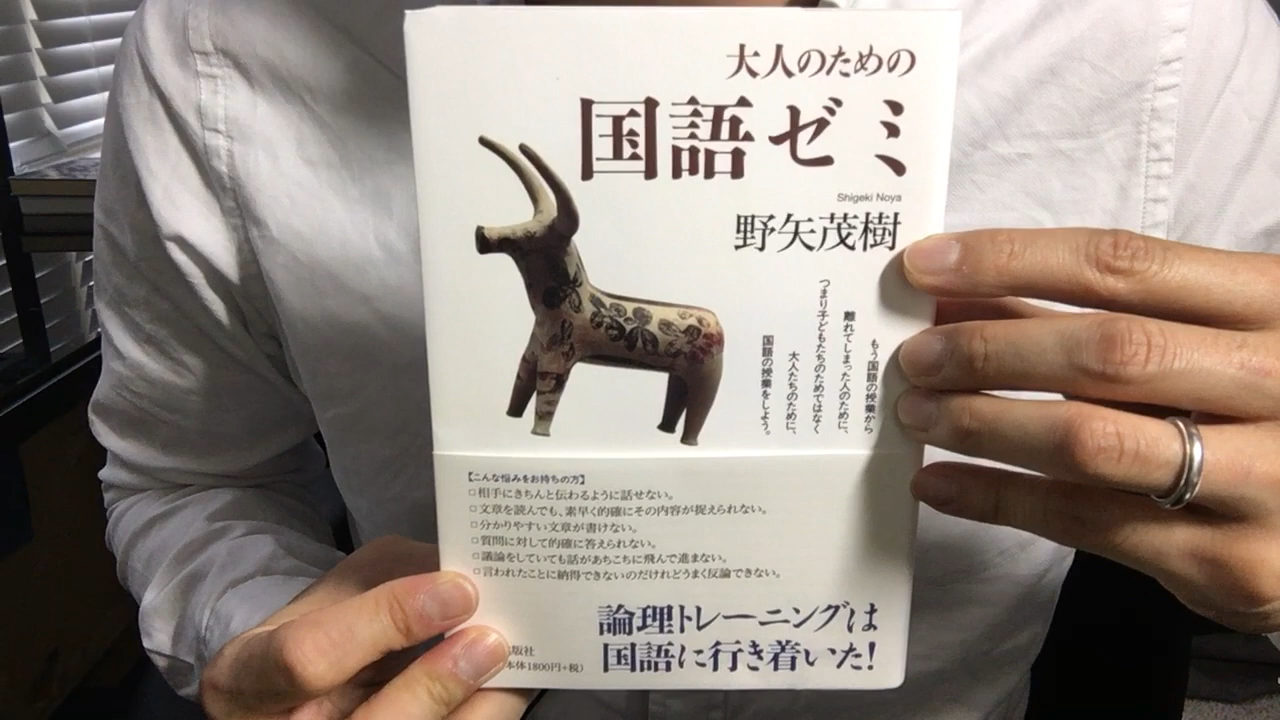 大人のための
国語ゼミ
Shigeki Noya
野矢茂樹
もう国語の授業から
離れてしまった人のために、
つまり子どもたちのためではなく
大人たちのために、
国語の授業をしよう。
【こんな悩みをお持ちの方】
□相手にきちんと伝わるように話せない。
□文章を読んでも、素早く的確にその内容が捉えられない。
□分かりやすい文章が書けない。
□質問に対して的確に答えられない。
□議論をしていても話があちこちに飛んで進まない。
□言われたことに納得できないのだけれどうまく反論できない。
論理トレーニングは
国語に行き着いた!
出版社
本体1800円+税)